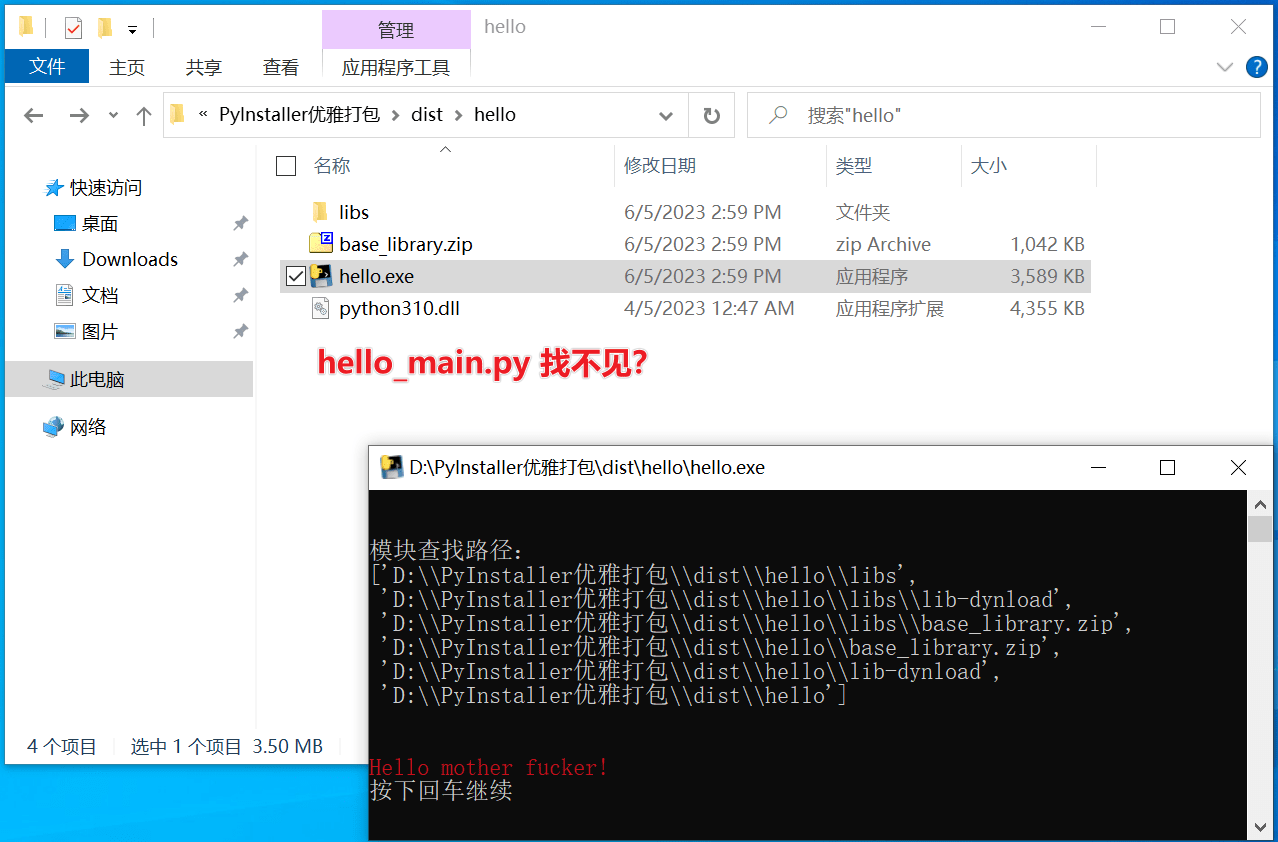 管理
hello
文件
主页
共享
查看
应用程序工具
?
« PyInstaller优雅打包 > dist > hello
搜索"hello"
名称
修改日期
类型
大小
快速访问
桌面
Downloads
文档
图片
此电脑
网络
libs 6/5/2023 2:59 PM 文件夹
base_library.zip 6/5/2023 2:59 PM zip Archive 1,042 KB
hello.exe 6/5/2023 2:59 PM 应用程序 3,589 KB
python310.dll 4/5/2023 12:47 AM 应用程序扩展 4,355 KB
hello_main.py 找不见?
4 个项目 选中 1 个项目 3.50 MB
D:\PyInstaller优雅打包\dist\hello\hello.exe
模块查找路径:
['D:\\PyInstaller优雅打包\\dist\\hello\\libs',
'D:\\PyInstaller优雅打包\\dist\\hello\\libs\\lib-dynload',
'D:\\PyInstaller优雅打包\\dist\\hello\\libs\\base_library.zip',
'D:\\PyInstaller优雅打包\\dist\\hello\\base_library.zip',
'D:\\PyInstaller优雅打包\\dist\\hello\\lib-dynload',
'D:\\PyInstaller优雅打包\\dist\\hello']
Hello mother fucker!
按下回车继续